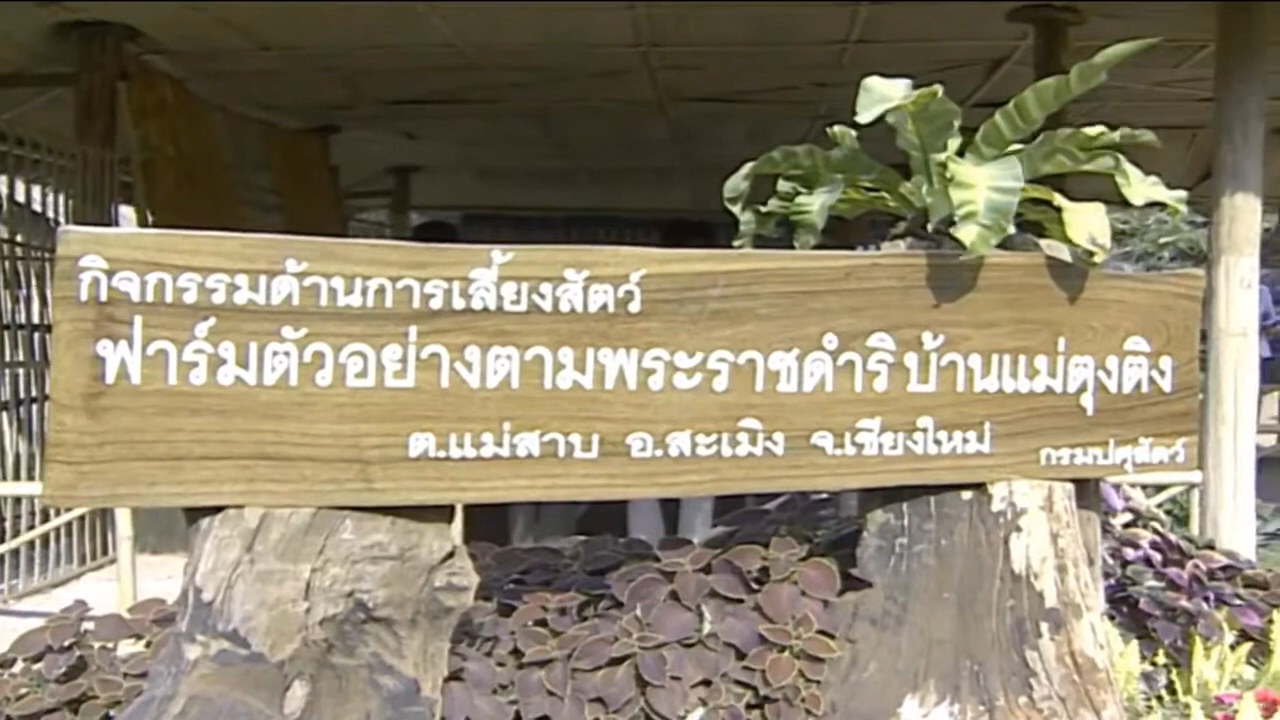 กิจกรรมด้านการเลี้ยงสัตว์
ฟาร์มตัวอย่างตามพระราชดำริ บ้านแม่ตุงติง
ต.แม่สาบ อ.สะเมิง จ.เชียงใหม่
กรมปศุสัตว์